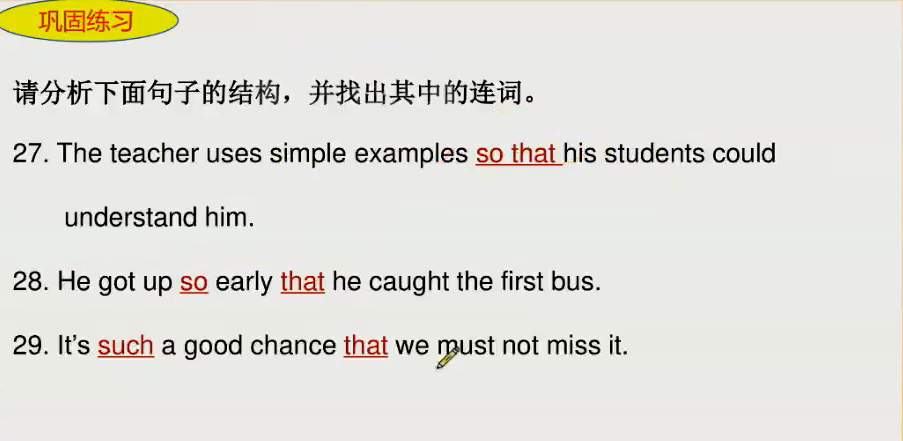 巩固练习
请分析下面句子的结构，并找出其中的连词。
27. The teacher uses simple examples so that his students could
understand him.
28. He got up so early that he caught the first bus.
29. It’s such a good chance that we must not miss it.